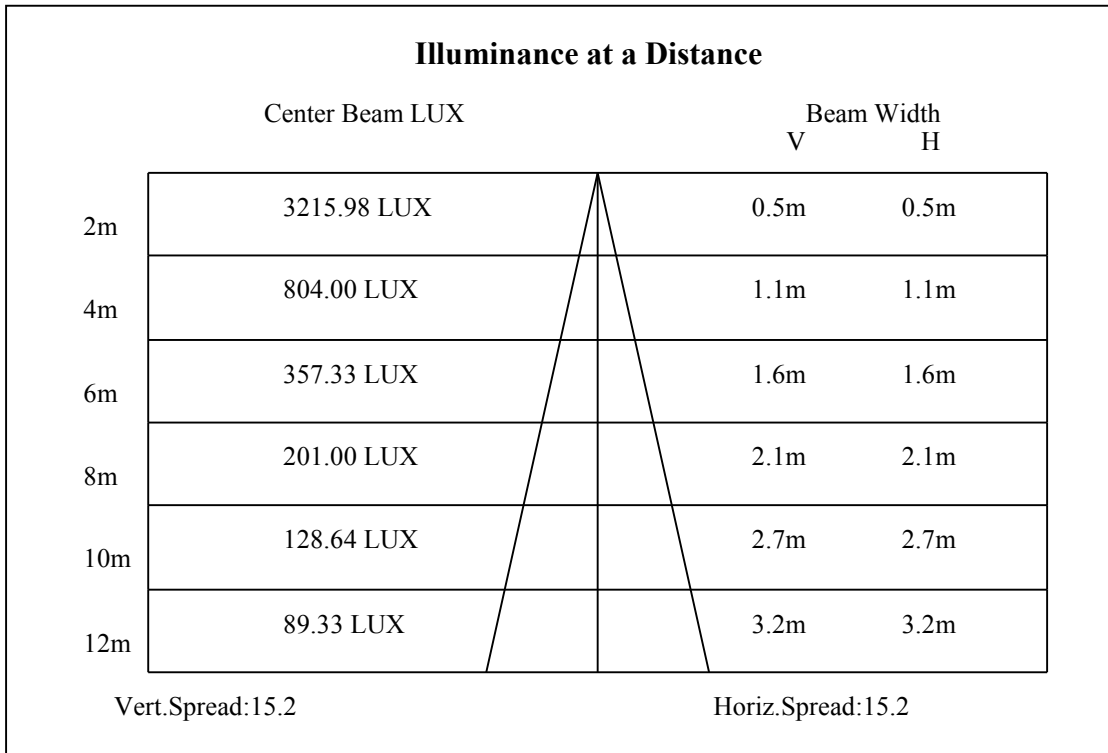 Illuminance at a Distance
Center Beam LUX Beam Width
V H
2m 3215.98 LUX 0.5m 0.5m
4m 804.00 LUX 1.1m 1.1m
6m 357.33 LUX 1.6m 1.6m
8m 201.00 LUX 2.1m 2.1m
10m 128.64 LUX 2.7m 2.7m
12m 89.33 LUX 3.2m 3.2m
Vert.Spread:15.2 Horiz.Spread:15.2